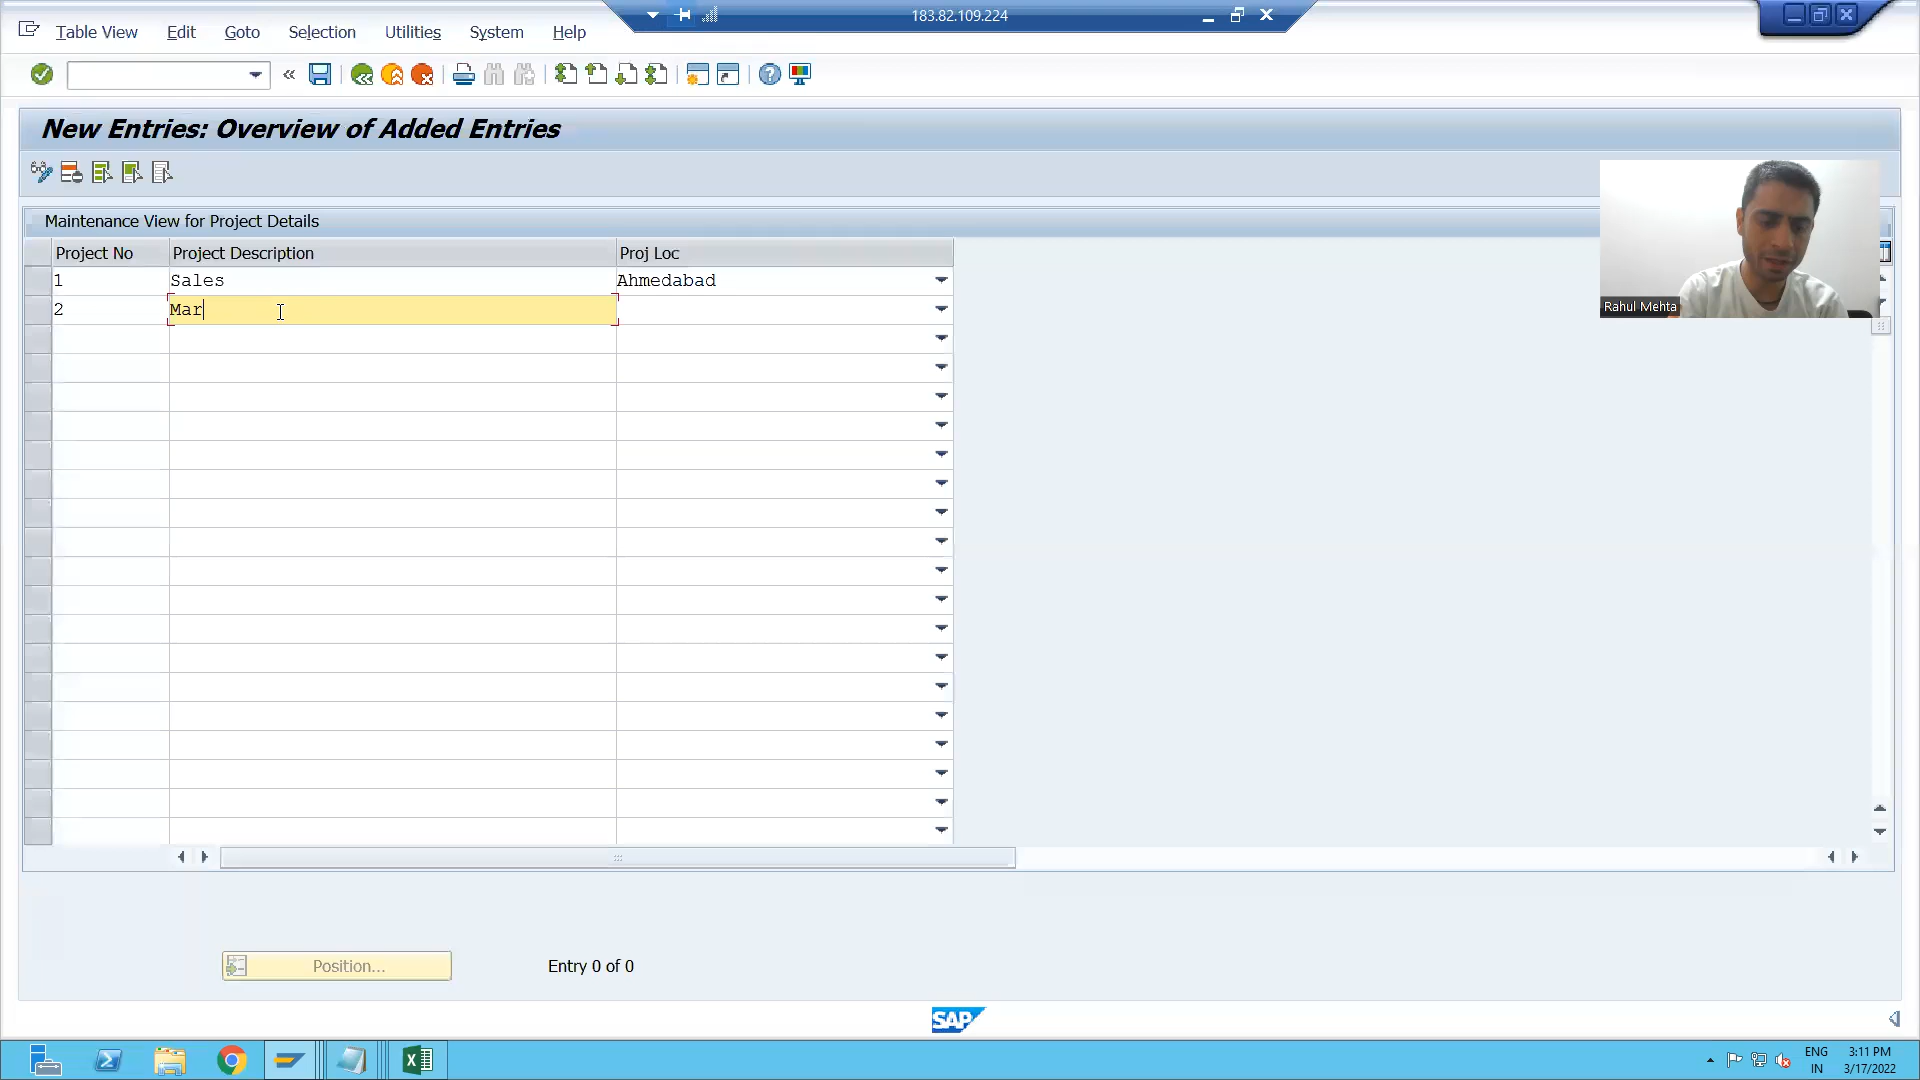 183.82.109.224
Table View Edit Goto Selection Utilities System Help
New Entries: Overview of Added Entries
Maintenance View for Project Details
Project No Project Description Proj Loc
1 Sales Ahmedabad
2 Mar
Rahul Mehta
Position... Entry 0 of 0
SAP
ENG 3:11 PM
IN 3/17/2022